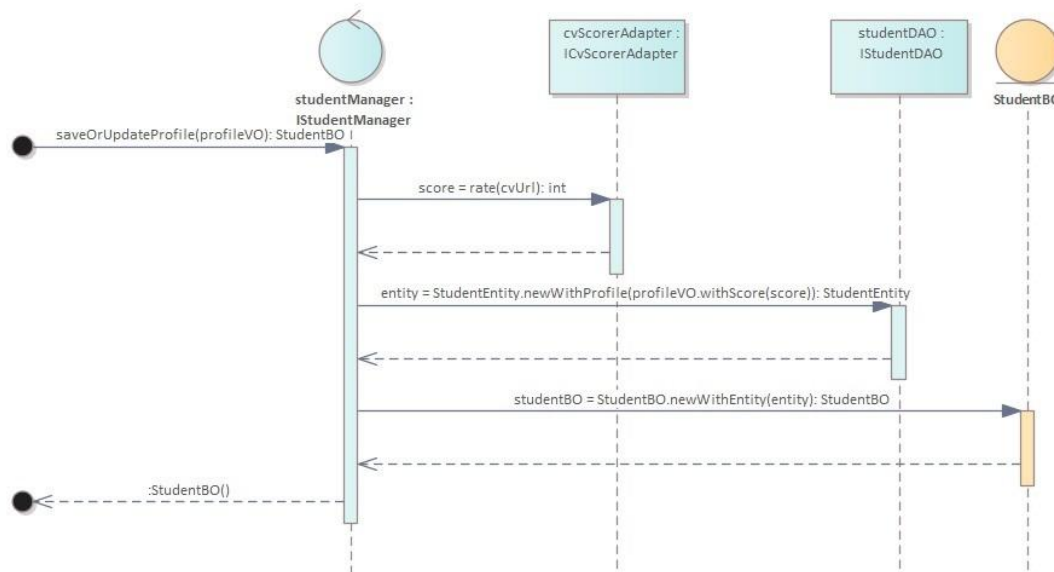 cvScorerAdapter :
ICvScorerAdapter
studentDAO :
IStudentDAO
studentManager :
IStudentManager
StudentBO
saveOrUpdateProfile(profileVO): StudentBO
score = rate(cvUrl): int
entity = StudentEntity.newWithProfile(profileVO.withScore(score)): StudentEntity
studentBO = StudentBO.newWithEntity(entity): StudentBO
:StudentBO()